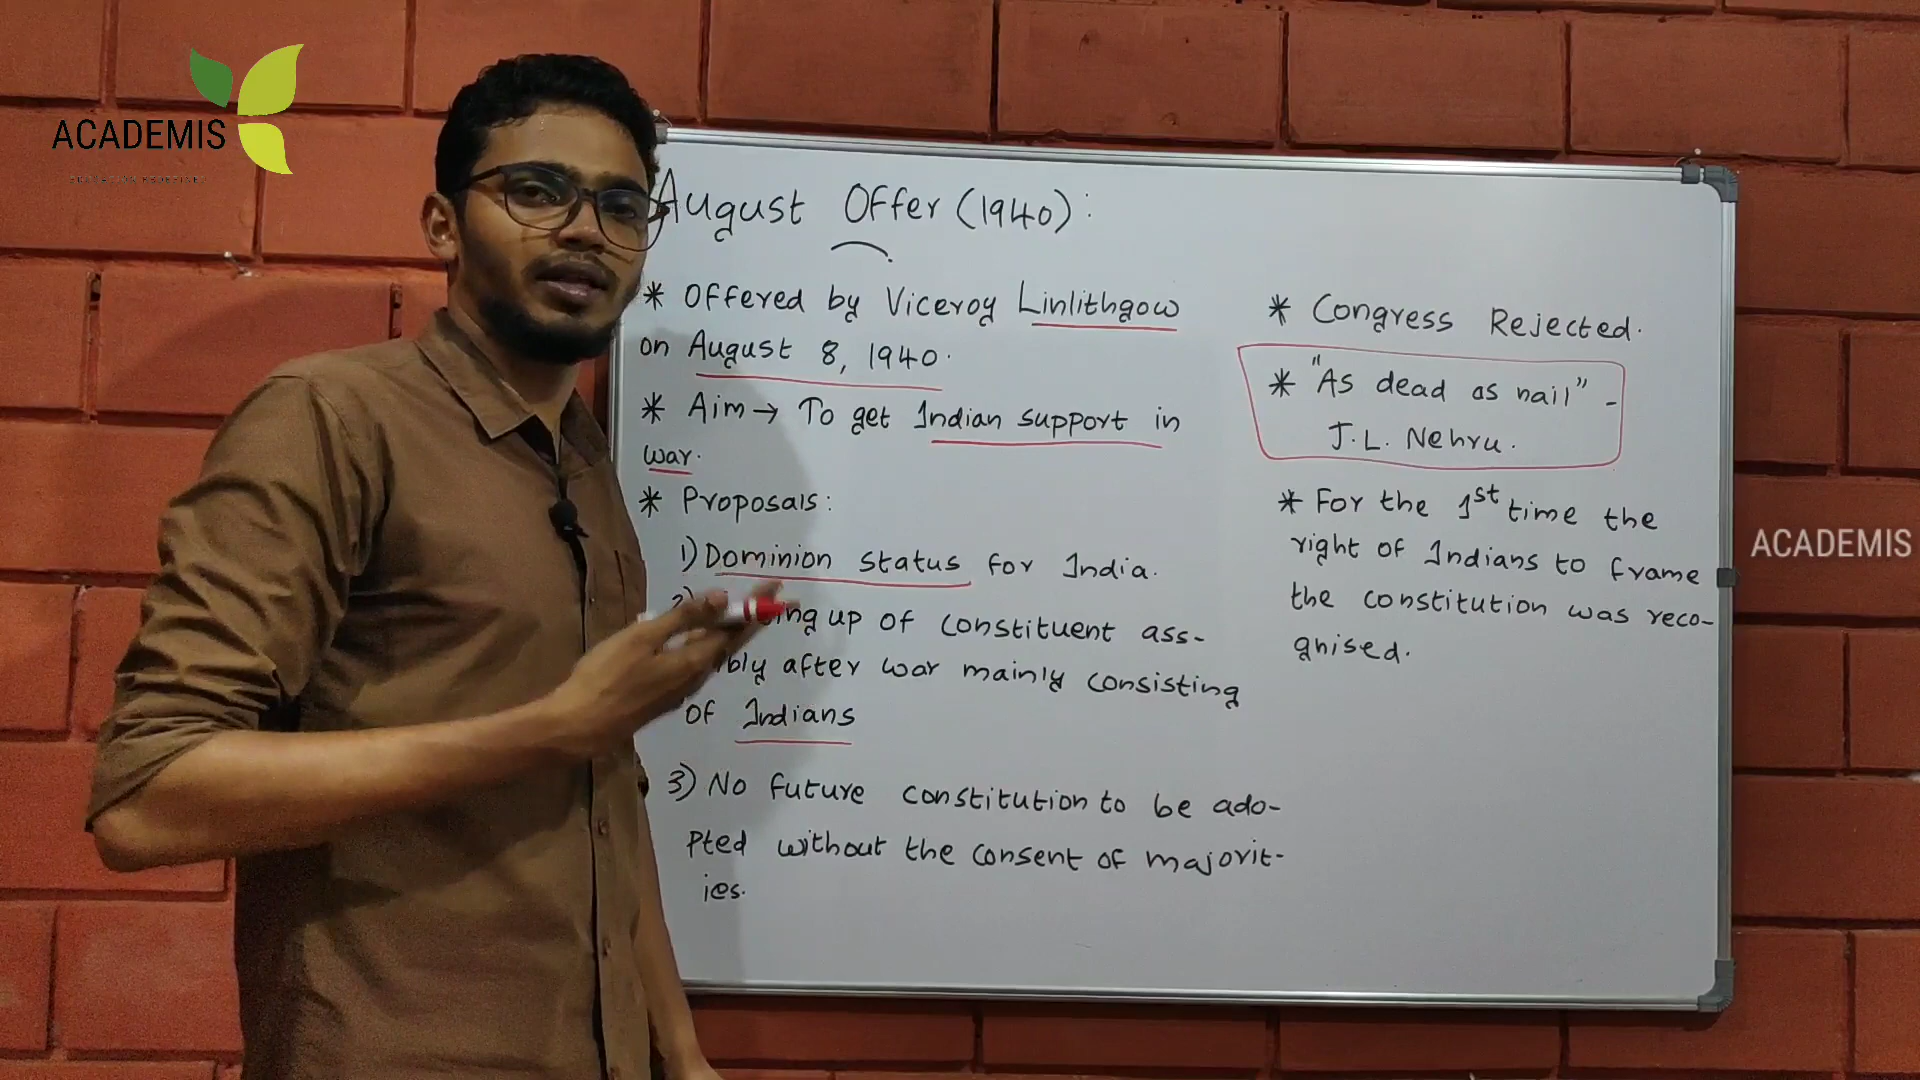 ACADEMIS
August Offer (1940):
* Offered by Viceroy Linlithgow
on August 8, 1940.
* Aim → To get Indian support in
war.
* Proposals:
1) Dominion status for India.
2) up of constituent ass-
after war mainly consisting
of Indians
3) No future constitution to be ado-
pted without the consent of majorit-
ies.
* Congress Rejected.
* "As dead as nail" -
J.L. Nehru.
* For the 1st time the
right of Indians to frame
the constitution was reco-
gnised.
ACADEMIS